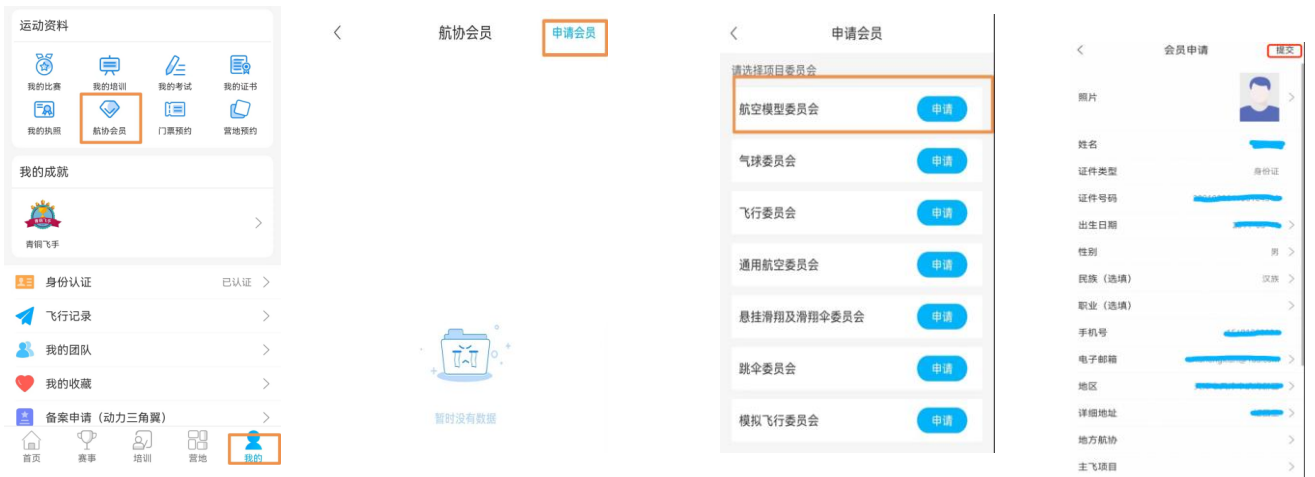 运动资料
我的比赛 我的培训 我的考试 我的证书
我的执照 航协会员 门票预约 营地预约
我的成就
青铜飞手
身份认证 已认证
飞行记录
我的团队
我的收藏
备案申请（动力三角翼）
首页 赛事 培训 营地 我的
航协会员 申请会员
暂时没有数据
申请会员
请选择项目委员会
航空模型委员会 申请
气球委员会 申请
飞行委员会 申请
通用航空委员会 申请
悬挂滑翔及滑翔伞委员会 申请
跳伞委员会 申请
模拟飞行委员会 申请
会员申请 提交
照片
姓名
证件类型 身份证
证件号码
出生日期
性别 男
民族（选填） 汉族
职业（选填）
手机号
电子邮箱
地区
详细地址
地方航协
主飞项目